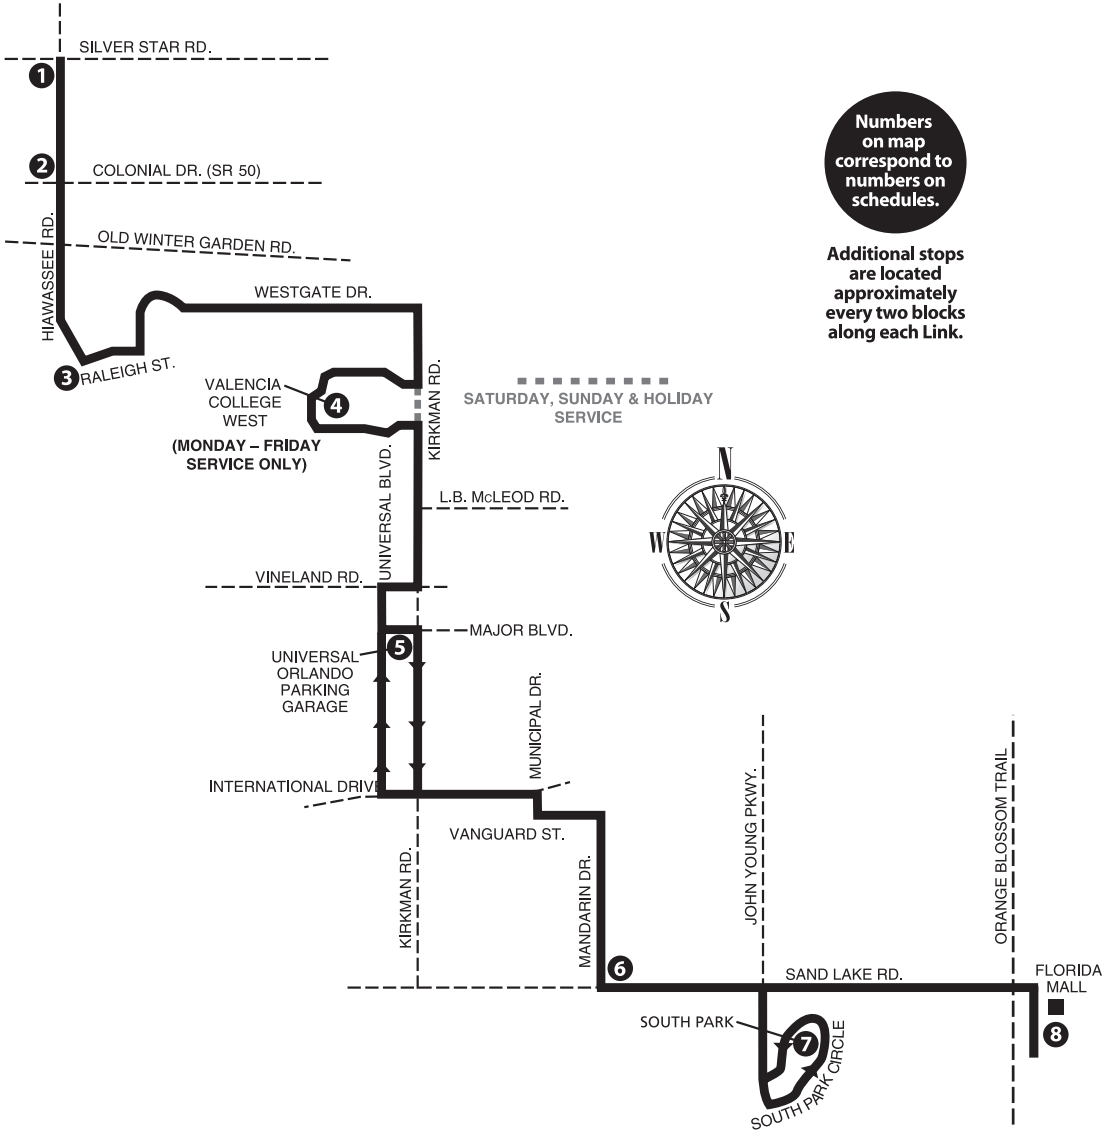 SILVER STAR RD.
1
2
COLONIAL DR. (SR 50)
HIAWASSEE RD.
OLD WINTER GARDEN RD.
WESTGATE DR.
3
RALEIGH ST.
VALENCIA
COLLEGE
WEST
4
(MONDAY – FRIDAY
SERVICE ONLY)
KIRKMAN RD.
SATURDAY, SUNDAY & HOLIDAY
SERVICE
Numbers
on map
correspond to
numbers on
schedules.
Additional stops
are located
approximately
every two blocks
along each Link.
N
W
E
S
UNIVERSAL BLVD.
L.B. McLEOD RD.
VINELAND RD.
MAJOR BLVD.
5
UNIVERSAL
ORLANDO
PARKING
GARAGE
MUNICIPAL DR.
INTERNATIONAL DRIVE
VANGUARD ST.
KIRKMAN RD.
MANDARIN DR.
6
JOHN YOUNG PKWY.
ORANGE BLOSSOM TRAIL
SAND LAKE RD.
FLORIDA
MALL
8
SOUTH PARK
7
SOUTH PARK CIRCLE